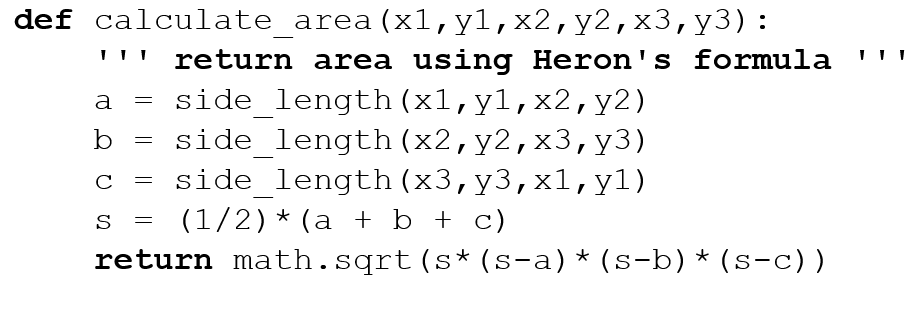 def calculate_area(x1,y1,x2,y2,x3,y3):
    ''' return area using Heron's formula '''
    a = side_length(x1,y1,x2,y2)
    b = side_length(x2,y2,x3,y3)
    c = side_length(x3,y3,x1,y1)
    s = (1/2)*(a + b + c)
    return math.sqrt(s*(s-a)*(s-b)*(s-c))